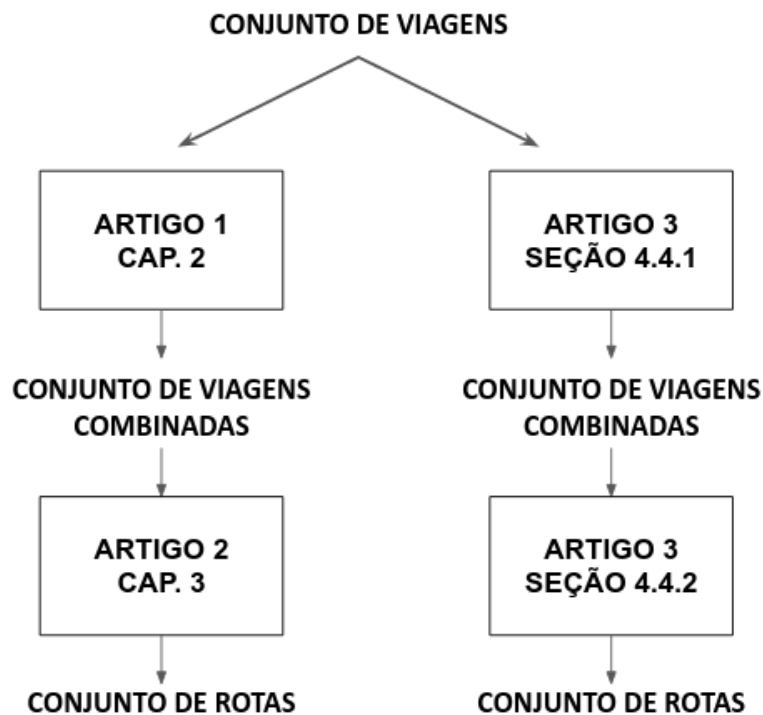 CONJUNTO DE VIAGENS
ARTIGO 1
CAP. 2
ARTIGO 3
SEÇÃO 4.4.1
CONJUNTO DE VIAGENS
COMBINADAS
CONJUNTO DE VIAGENS
COMBINADAS
ARTIGO 2
CAP. 3
ARTIGO 3
SEÇÃO 4.4.2
CONJUNTO DE ROTAS
CONJUNTO DE ROTAS